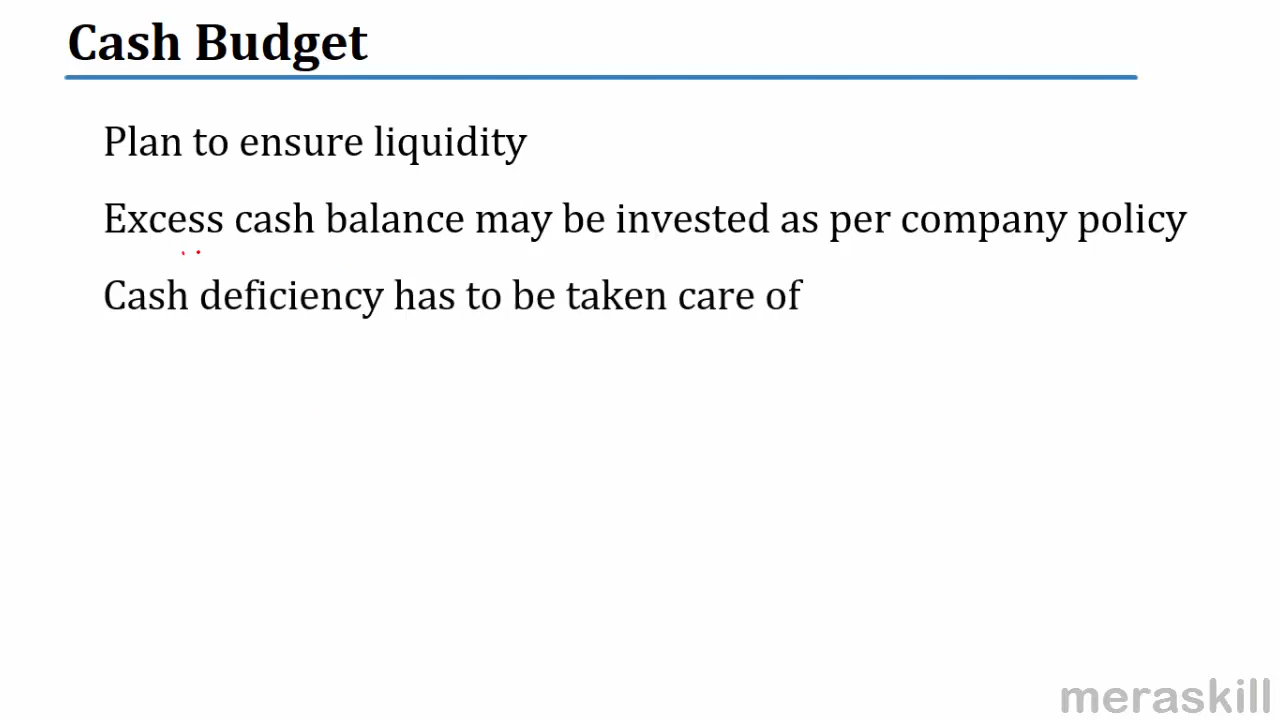 Cash Budget
Plan to ensure liquidity
Excess cash balance may be invested as per company policy
Cash deficiency has to be taken care of
meraskill